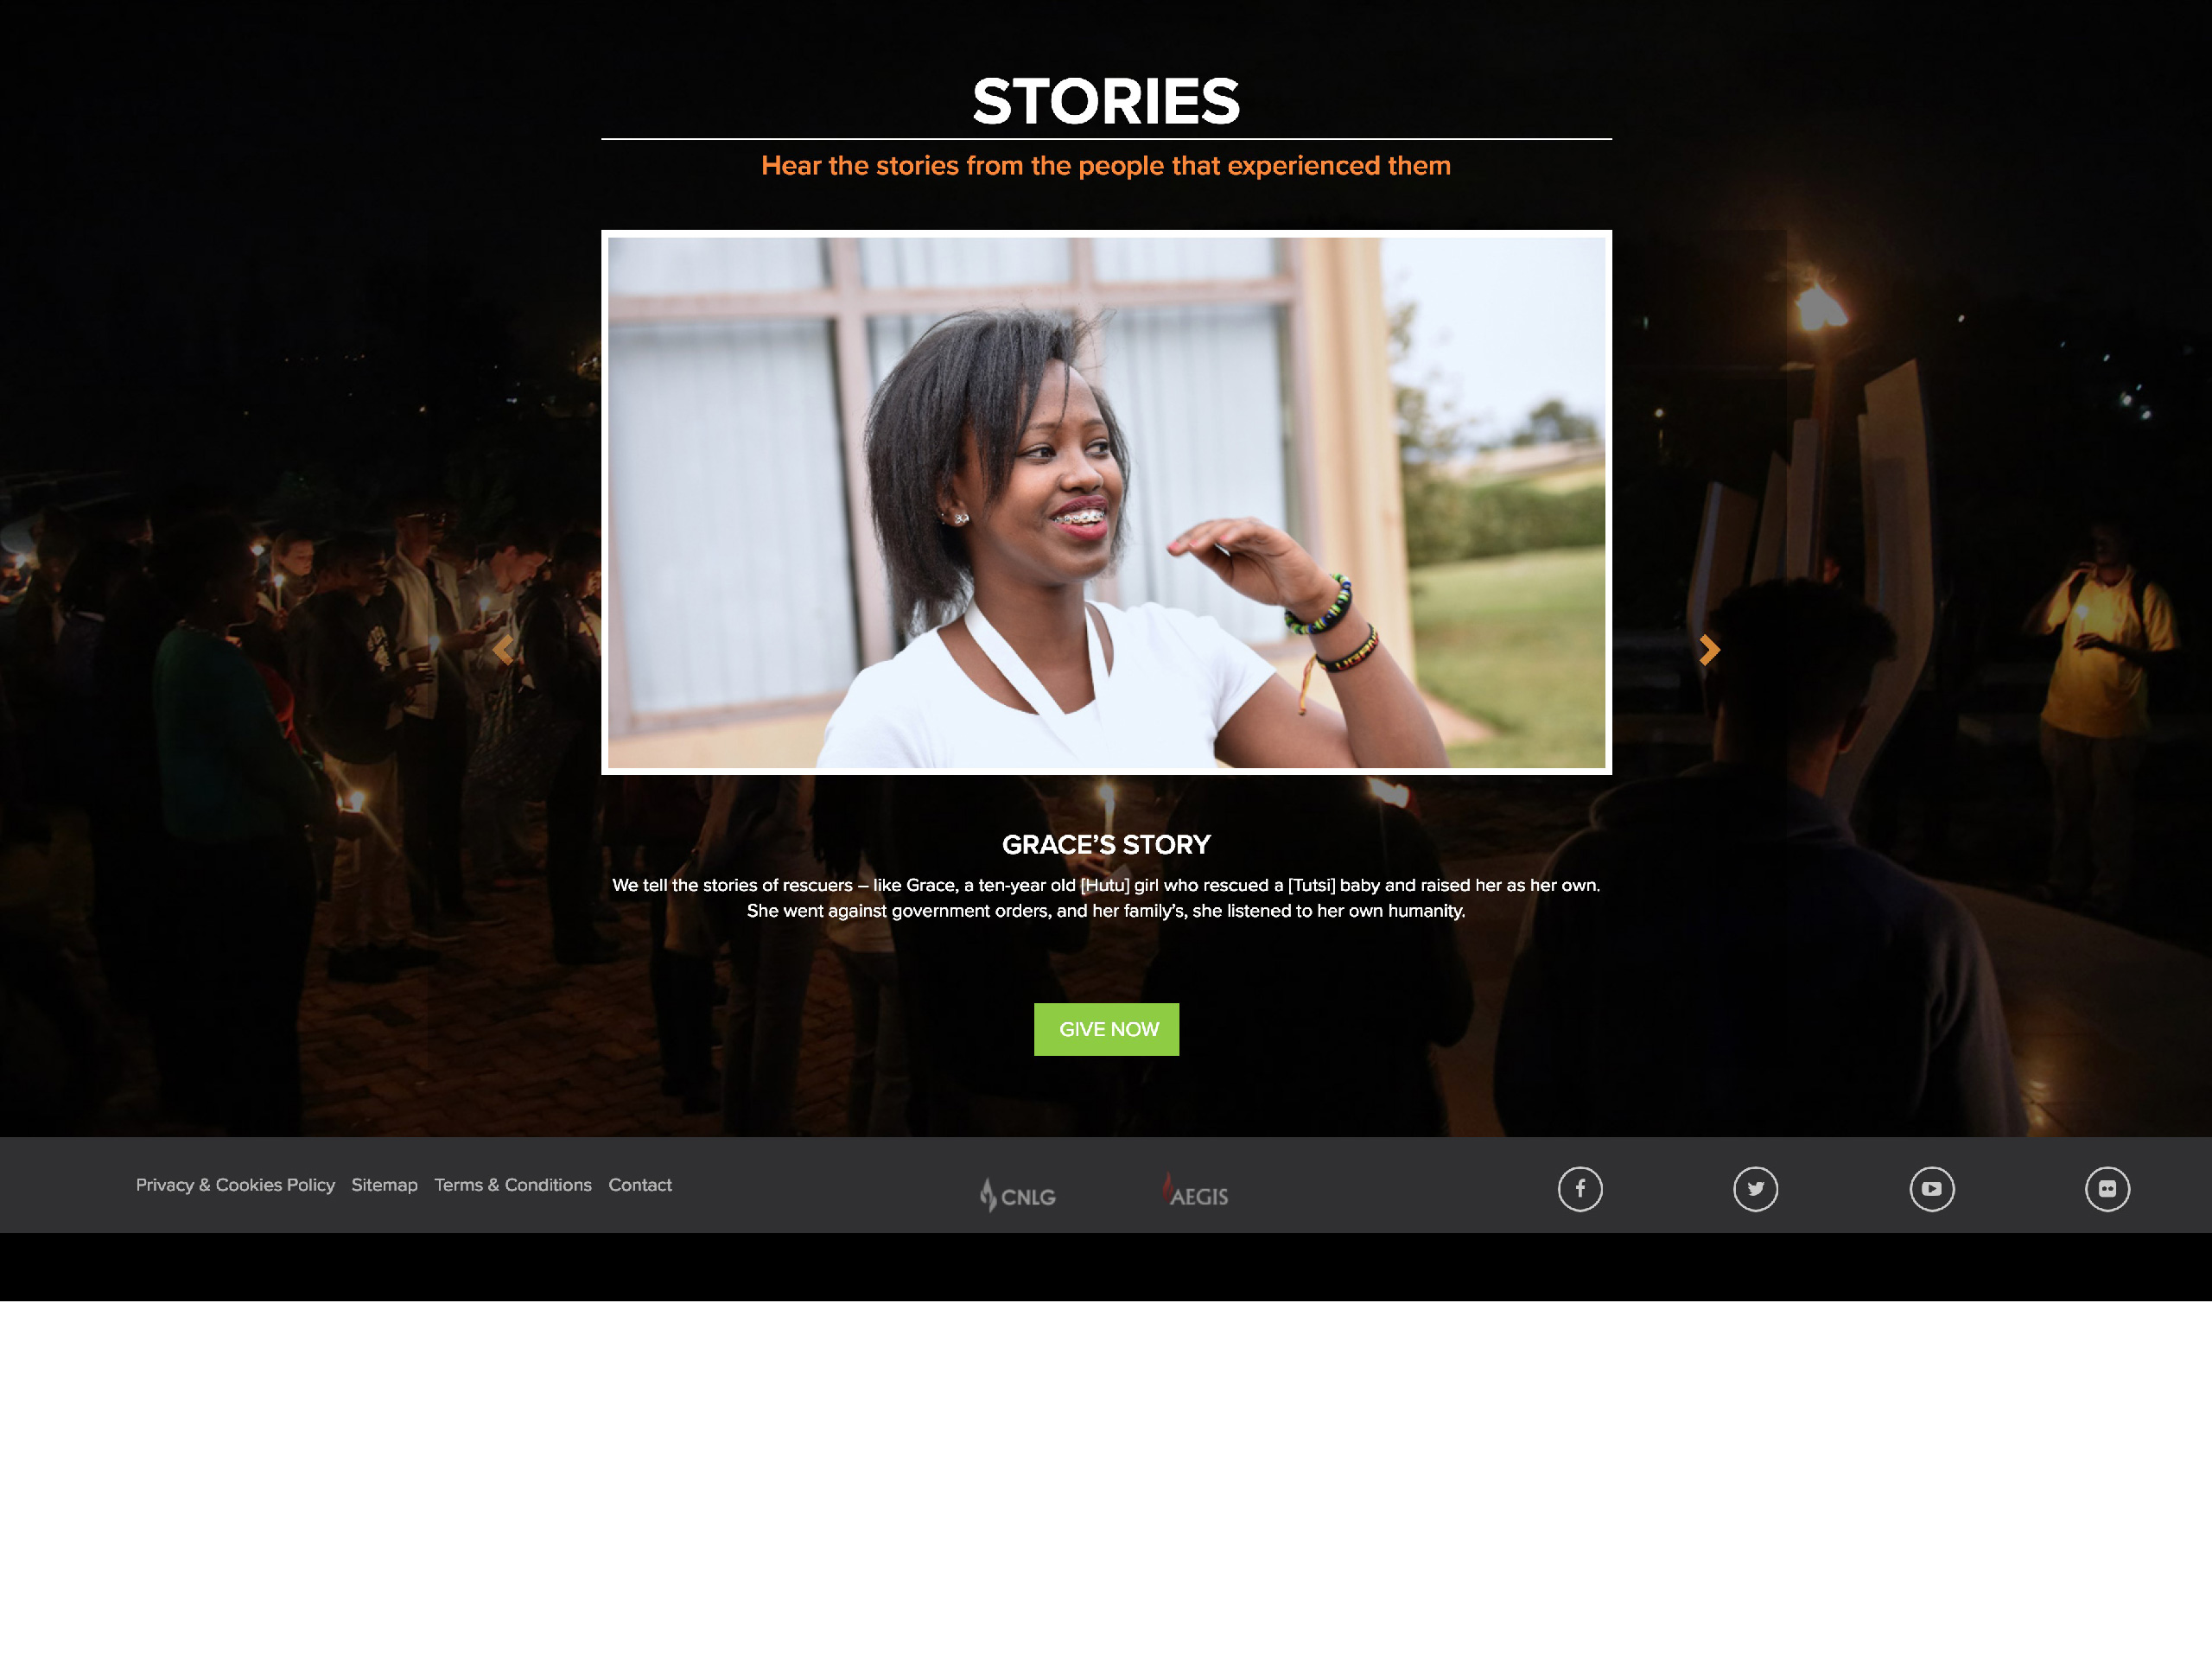 STORIES
Hear the stories from the people that experienced them
GRACE’S STORY
We tell the stories of rescuers – like Grace, a ten-year old [Hutu] girl who rescued a [Tutsi] baby and raised her as her own.
She went against government orders, and her family’s, she listened to her own humanity.
GIVE NOW
Privacy & Cookies Policy Sitemap Terms & Conditions Contact
CNLG
AEGIS